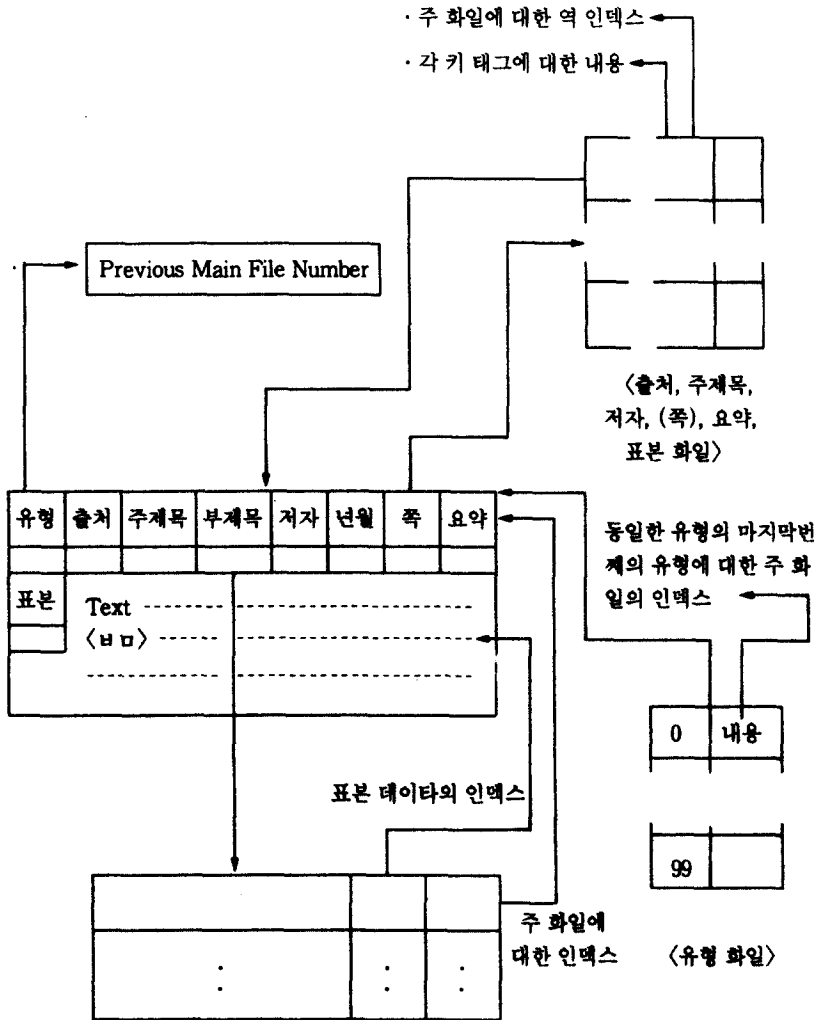 · 주 화일에 대한 역 인덱스
· 각 키 태그에 대한 내용
Previous Main File Number
〈출처, 주제목,
저자, (쪽), 요약,
표본 화일〉
유형 출처 주제목 부제목 저자 년월 쪽 요약
동일한 유형의 마지막번
째의 유형에 대한 주 화
일의 인덱스
표본
Text
〈ㅂㅁ〉
0 내용
표본 데이타의 인덱스
99
주 화일에
대한 인덱스
〈유형 화일〉